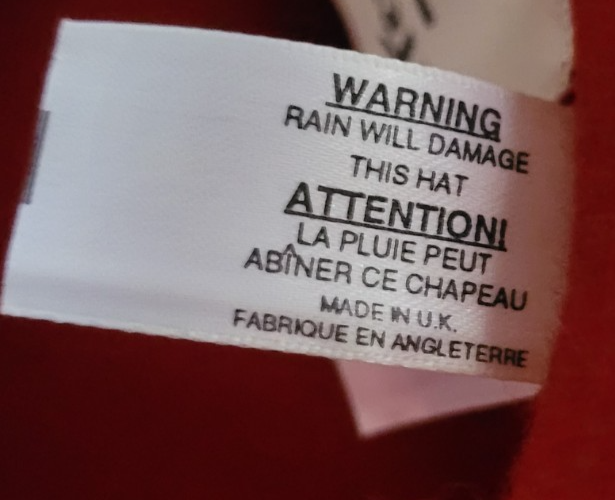 WARNING
RAIN WILL DAMAGE
THIS HAT
ATTENTION!
LA PLUIE PEUT
ABÎNER CE CHAPEAU
MADE IN U.K.
FABRIQUE EN ANGLETERRE